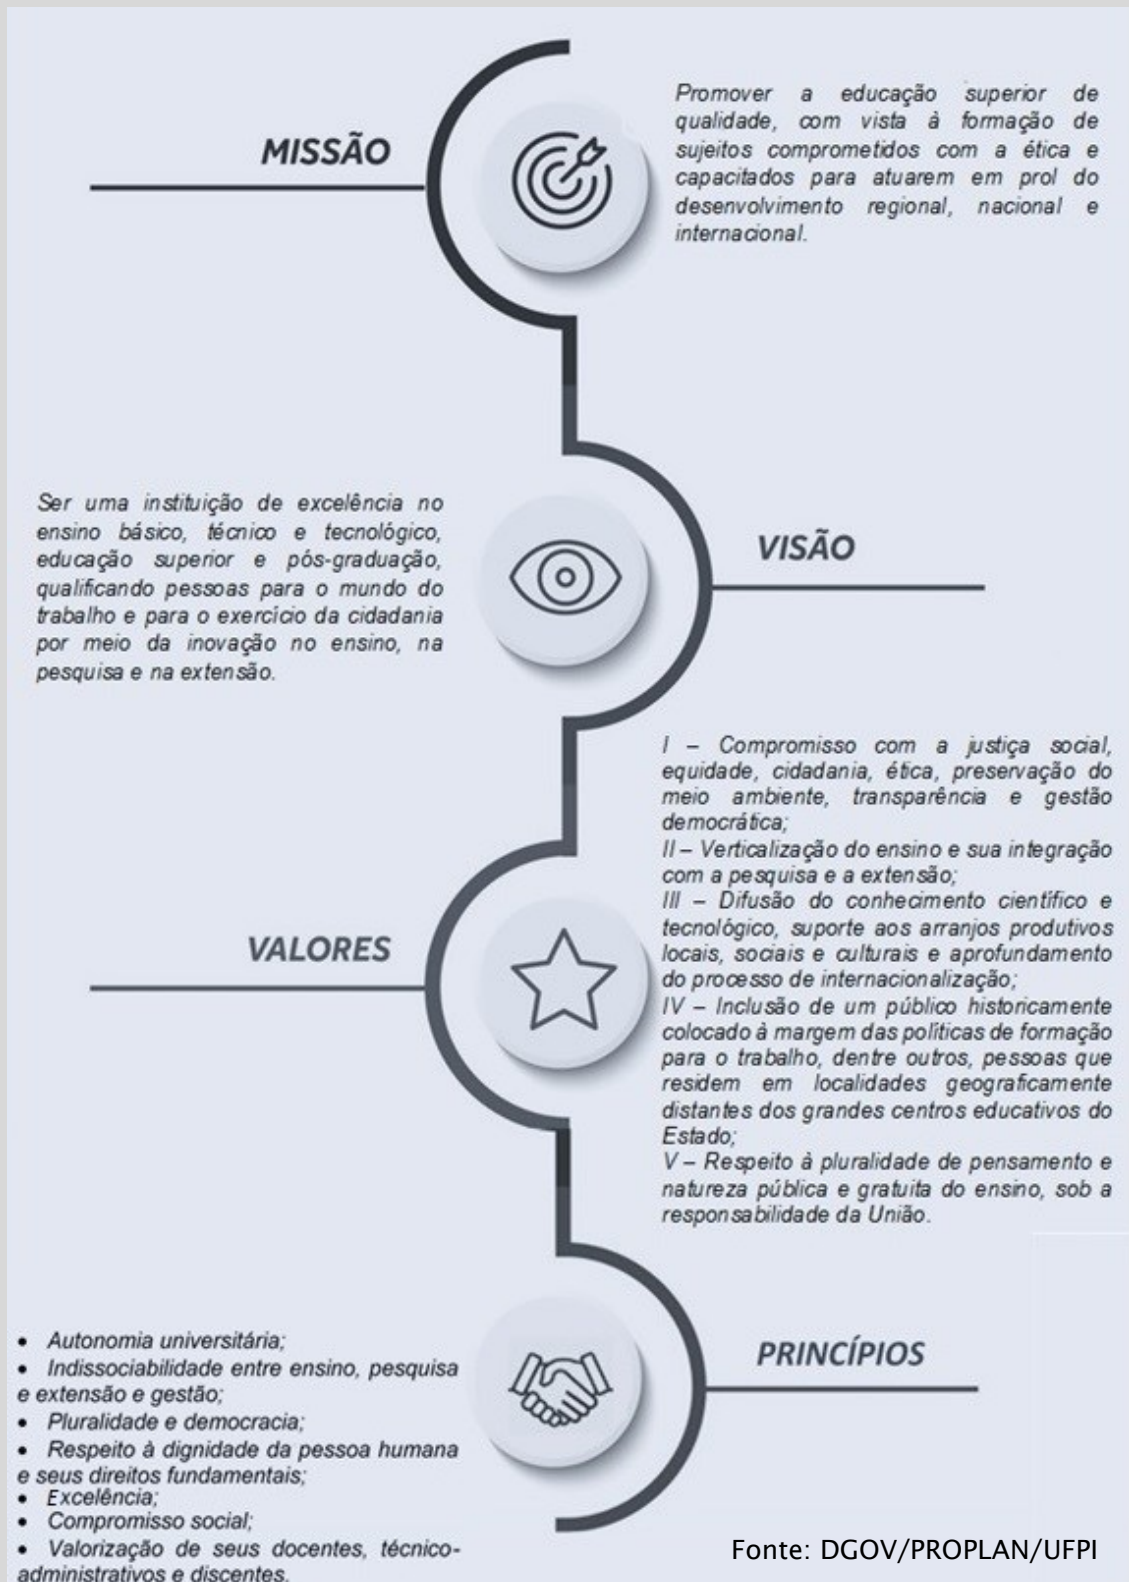 MISSÃO
Promover a educação superior de
qualidade, com vista à formação de
sujeitos comprometidos com a ética e
capacitados para atuarem em prol do
desenvolvimento regional, nacional e
internacional.
VISÃO
Ser uma instituição de excelência no
ensino básico, técnico e tecnológico,
educação superior e pós-graduação,
qualificando pessoas para o mundo do
trabalho e para o exercício da cidadania
por meio da inovação no ensino, na
pesquisa e na extensão.
VALORES
I – Compromisso com a justiça social,
equidade, cidadania, ética, preservação do
meio ambiente, transparência e gestão
democrática;
II – Verticalização do ensino e sua integração
com a pesquisa e a extensão;
III – Difusão do conhecimento científico e
tecnológico, suporte aos arranjos produtivos
locais, sociais e culturais e aprofundamento
do processo de internacionalização;
IV – Inclusão de um público historicamente
colocado à margem das políticas de formação
para o trabalho, dentre outros, pessoas que
residem em localidades geograficamente
distantes dos grandes centros educativos do
Estado;
V – Respeito à pluralidade de pensamento e
natureza pública e gratuita do ensino, sob a
responsabilidade da União.
PRINCÍPIOS
• Autonomia universitária;
• Indissociabilidade entre ensino, pesquisa
e extensão e gestão;
• Pluralidade e democracia;
• Respeito à dignidade da pessoa humana
e seus direitos fundamentais;
• Excelência;
• Compromisso social;
• Valorização de seus docentes, técnico-
administrativos e discentes.
Fonte: DGOV/PROPLAN/UFPI